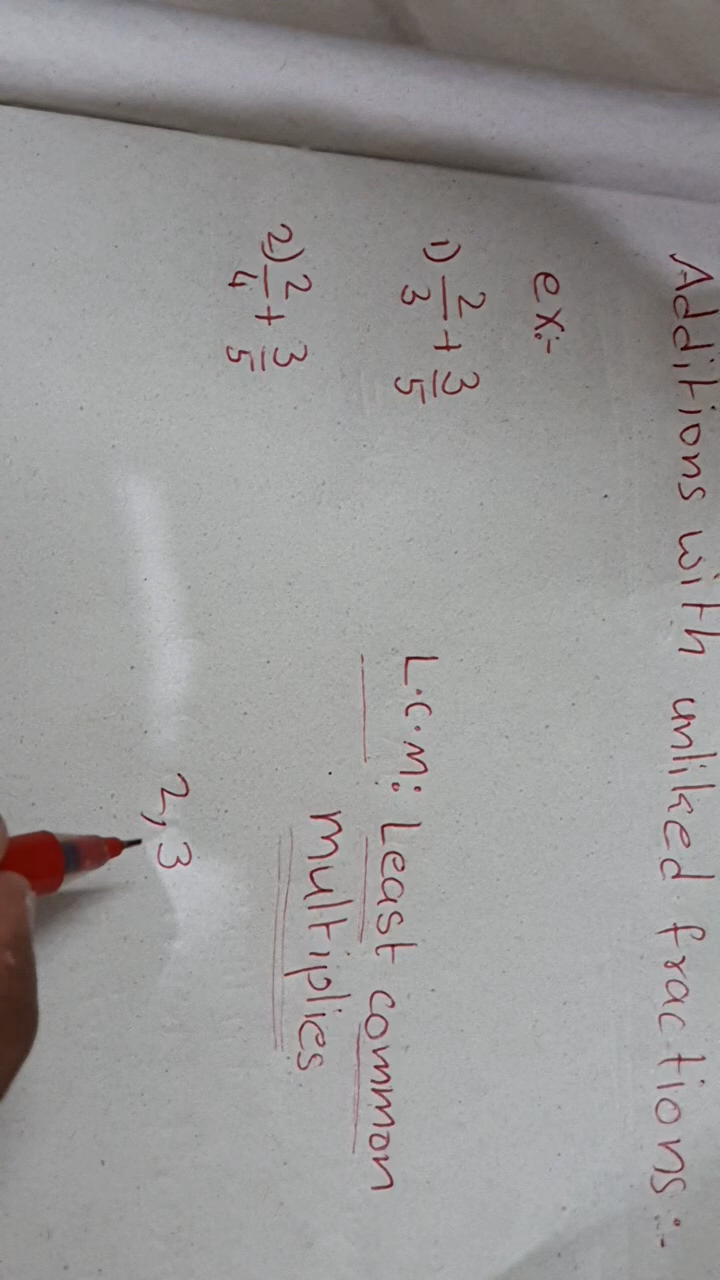 Additions with unliked fractions:-
ex:-
1) 2/3 + 3/5
2) 2/4 + 3/5
L.C.M: Least common
multiplies
2,3